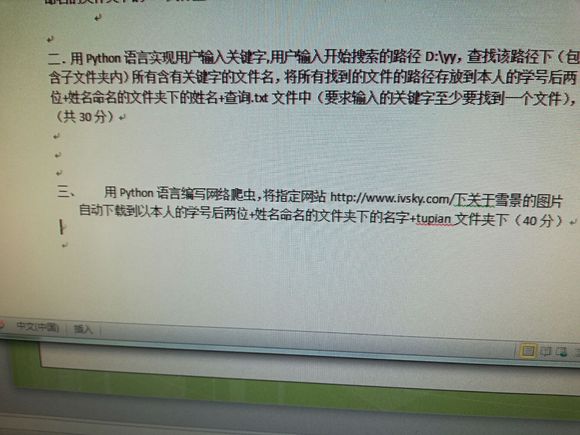 二．用 Python 语言实现用户输入关键字,用户输入开始搜索的路径 D:\yy，查找该路径下（包
含子文件夹内）所有含有关键字的文件名，将所有找到的文件的路径存放到本人的学号后两
位+姓名命名的文件夹下的姓名+查询.txt 文件中（要求输入的关键字至少要找到一个文件），
（共 30 分）
三、 用 Python 语言编写网络爬虫，将指定网站 http://www.ivsky.com/下关于雪景的图片
自动下载到以本人的学号后两位+姓名命名的文件夹下的名字+tupian 文件夹下（40 分）
中文(中国) 插入